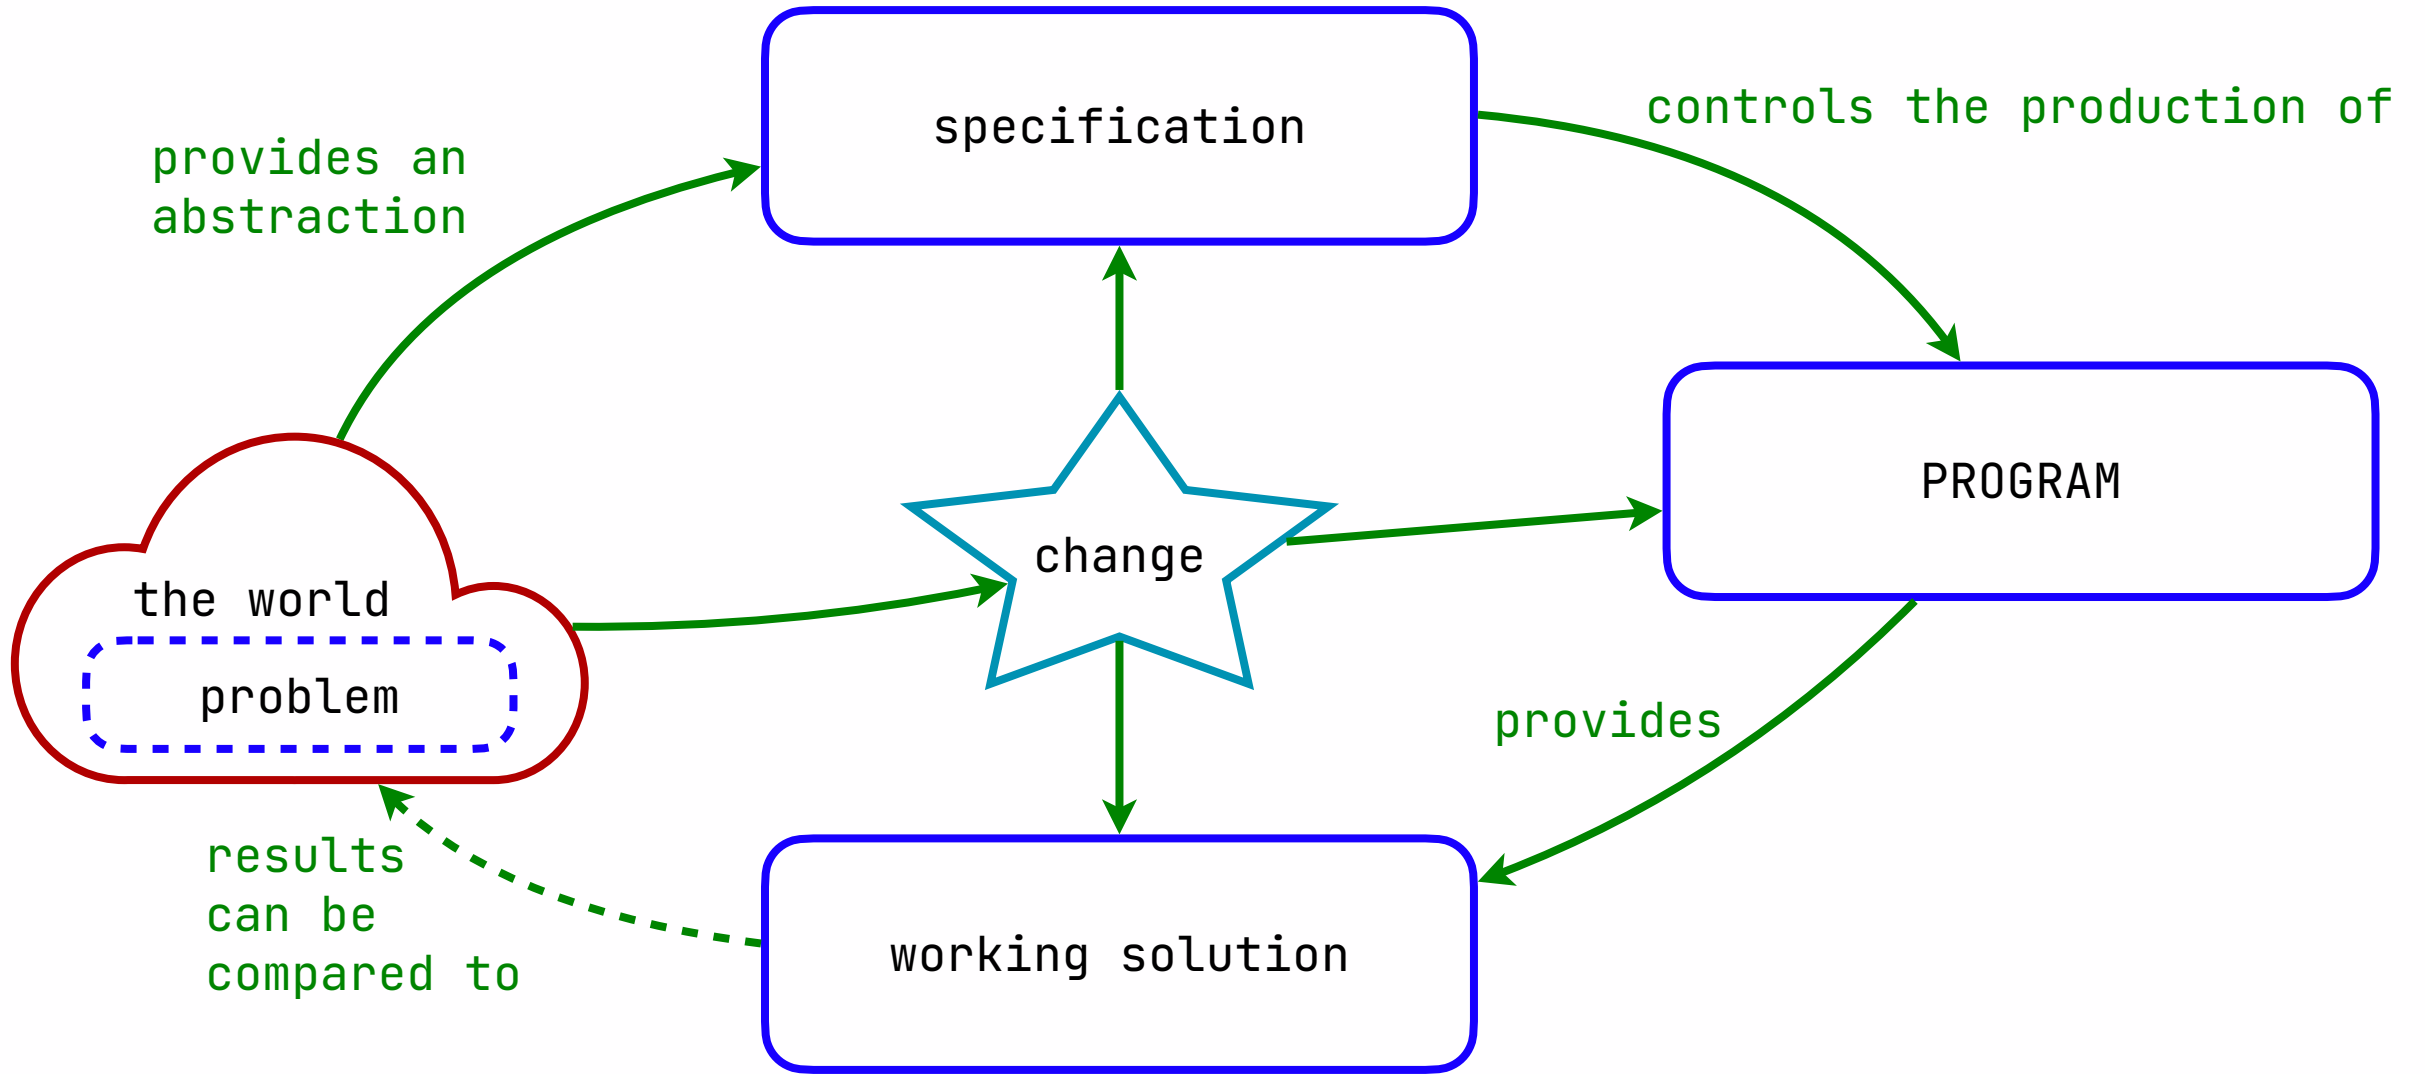 specification
controls the production of
provides an
abstraction
PROGRAM
change
the world
problem
provides
results
can be
compared to
working solution